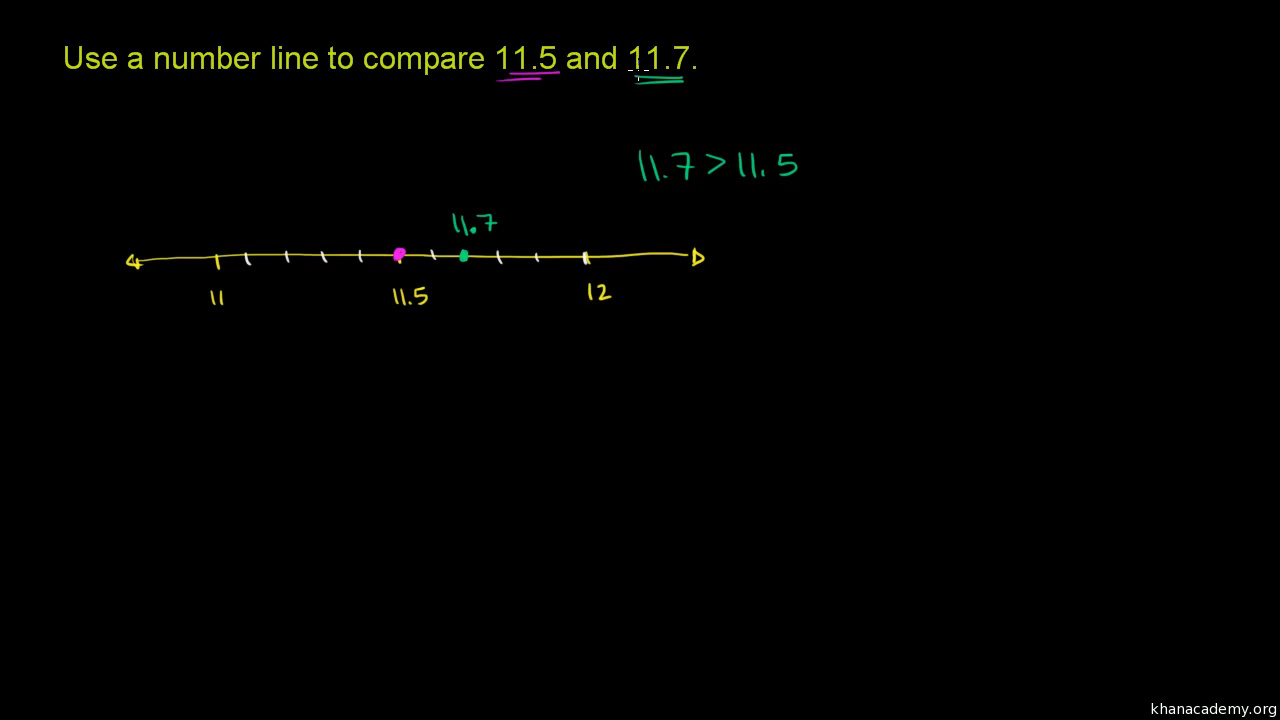 Use a number line to compare 11.5 and 11.7.
11.7 > 11.5
11.7
11 11.5 12
khanacademy.org